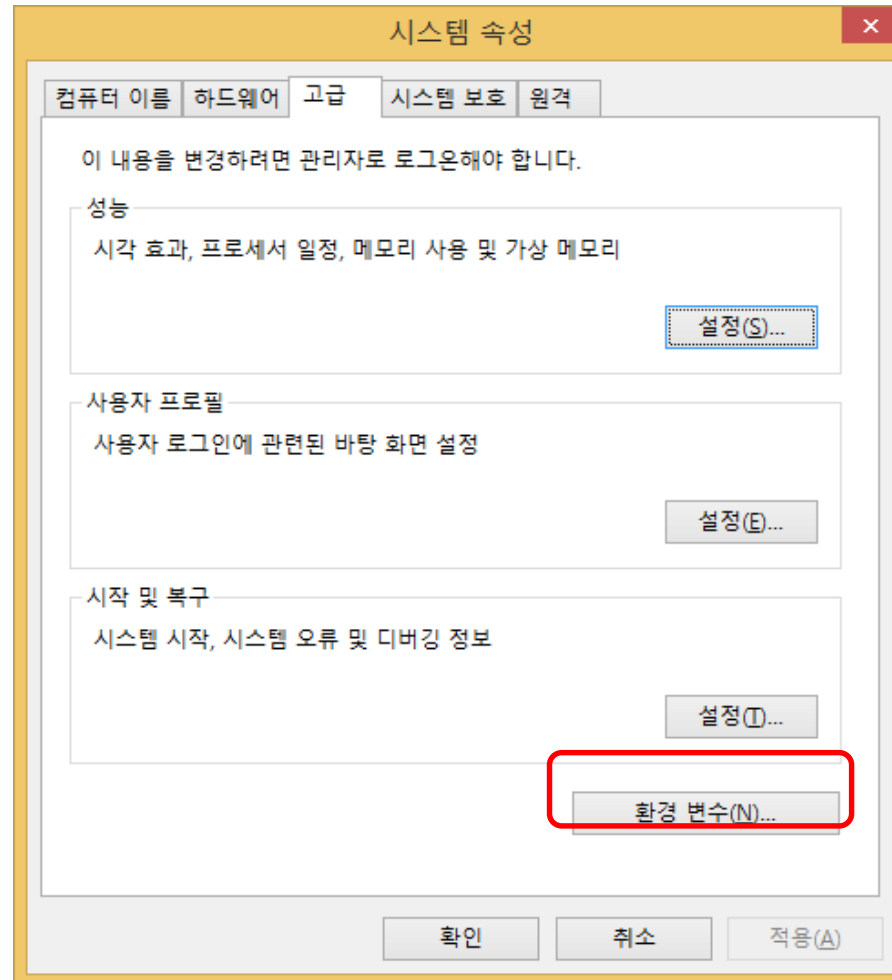 시스템 속성
컴퓨터 이름 하드웨어 고급 시스템 보호 원격
이 내용을 변경하려면 관리자로 로그온해야 합니다.
성능
시각 효과, 프로세서 일정, 메모리 사용 및 가상 메모리
설정(S)...
사용자 프로필
사용자 로그인에 관련된 바탕 화면 설정
설정(E)...
시작 및 복구
시스템 시작, 시스템 오류 및 디버깅 정보
설정(T)...
환경 변수(N)...
확인 취소 적용(A)